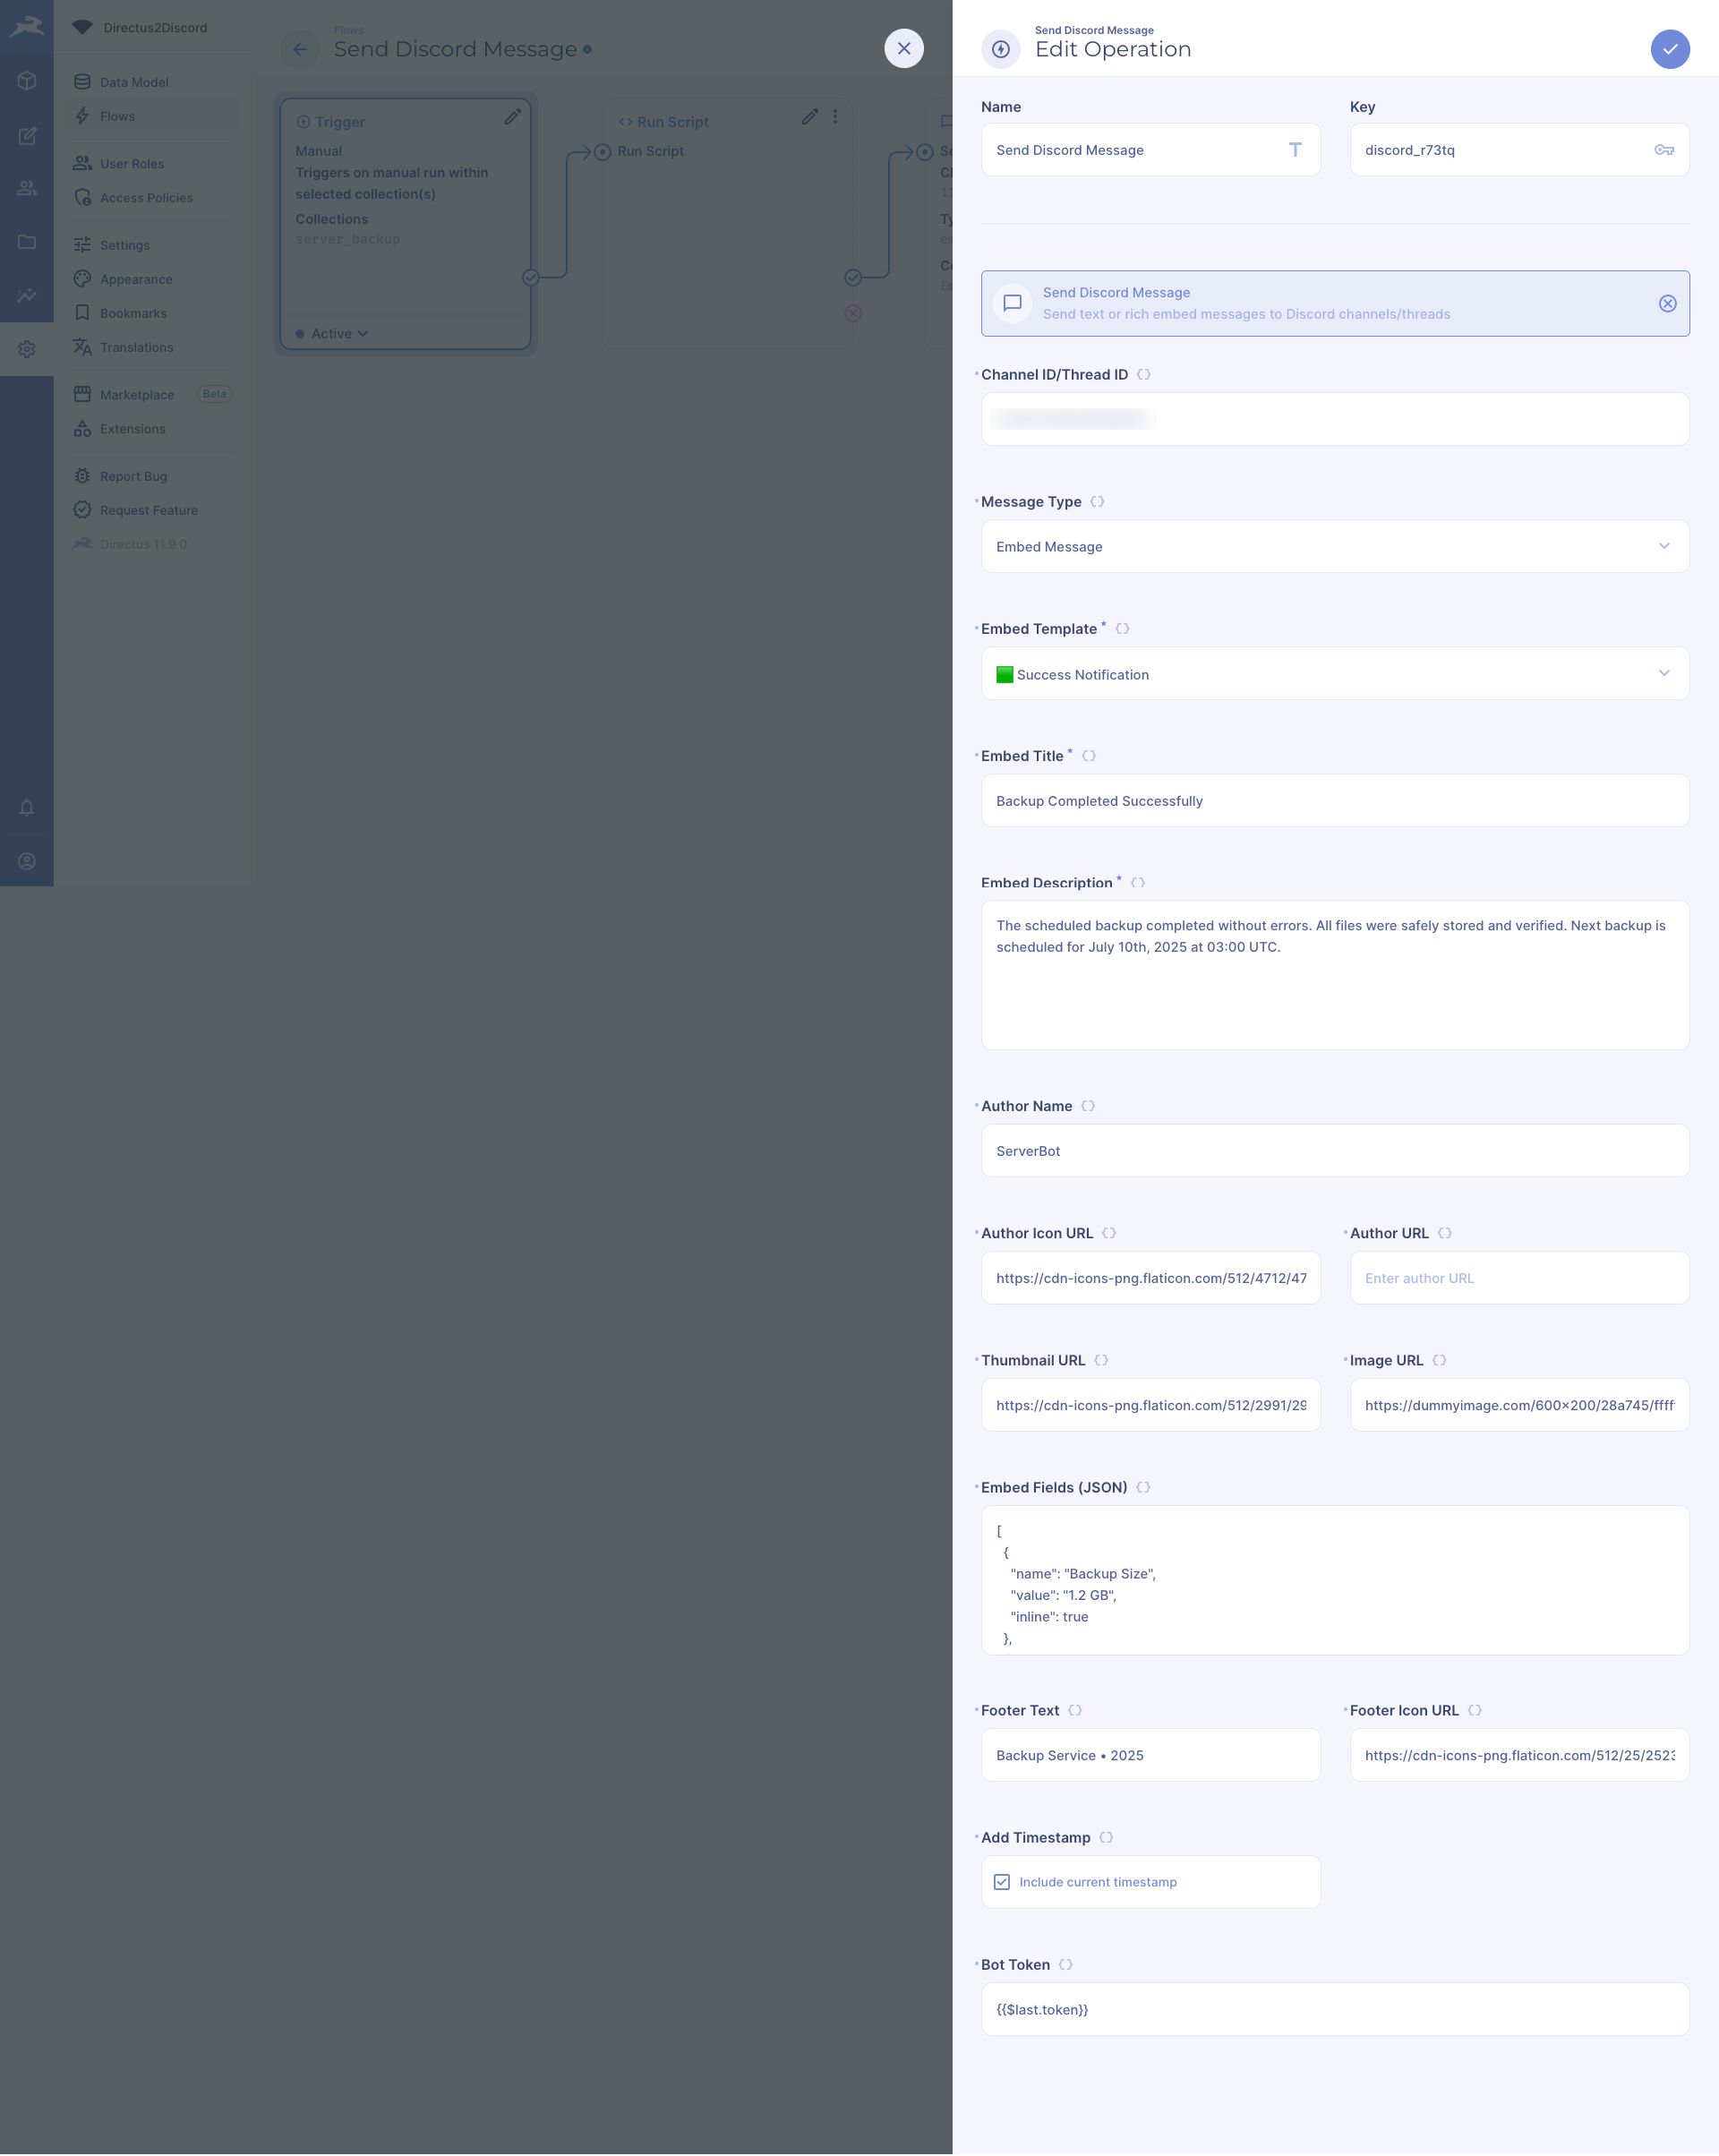 Directus2Discord
Data Model
Flows
User Roles
Access Policies
Settings
Appearance
Bookmarks
Translations
Marketplace Beta
Extensions
Report Bug
Request Feature
Directus 11.9.0
Flows
Send Discord Message
Trigger
Manual
Triggers on manual run within
selected collection(s)
Collections
server_backup
Active
Run Script
Run Script
Send Discord Message
Edit Operation
Name
Send Discord Message
Key
discord_r73tq
Send Discord Message
Send text or rich embed messages to Discord channels/threads
Channel ID/Thread ID
Message Type
Embed Message
Embed Template *
Success Notification
Embed Title *
Backup Completed Successfully
Embed Description *
The scheduled backup completed without errors. All files were safely stored and verified. Next backup is
scheduled for July 10th, 2025 at 03:00 UTC.
Author Name
ServerBot
Author Icon URL
https://cdn-icons-png.flaticon.com/512/4712/47
Author URL
Enter author URL
Thumbnail URL
https://cdn-icons-png.flaticon.com/512/2991/29
Image URL
https://dummyimage.com/600x200/28a745/ffff
Embed Fields (JSON)
[
{
"name": "Backup Size",
"value": "1.2 GB",
"inline": true
},
Footer Text
Backup Service • 2025
Footer Icon URL
https://cdn-icons-png.flaticon.com/512/25/2523
Add Timestamp
Include current timestamp
Bot Token
{{$last.token}}